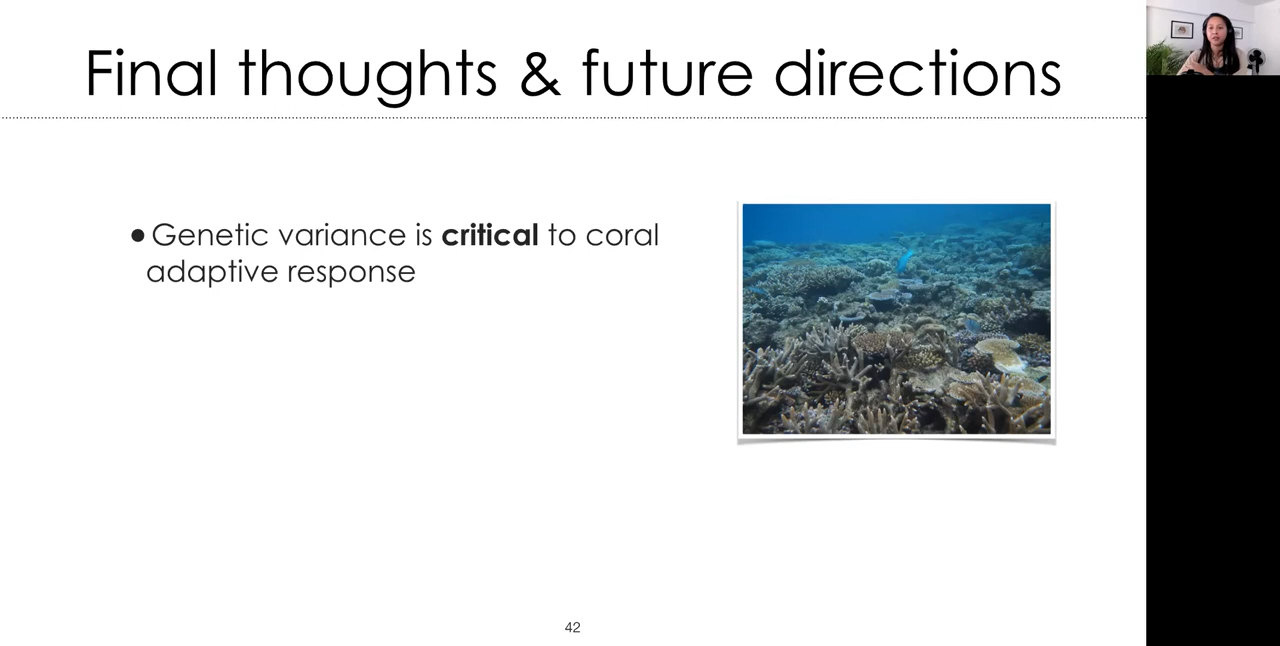 Final thoughts & future directions
•Genetic variance is critical to coral
adaptive response
42